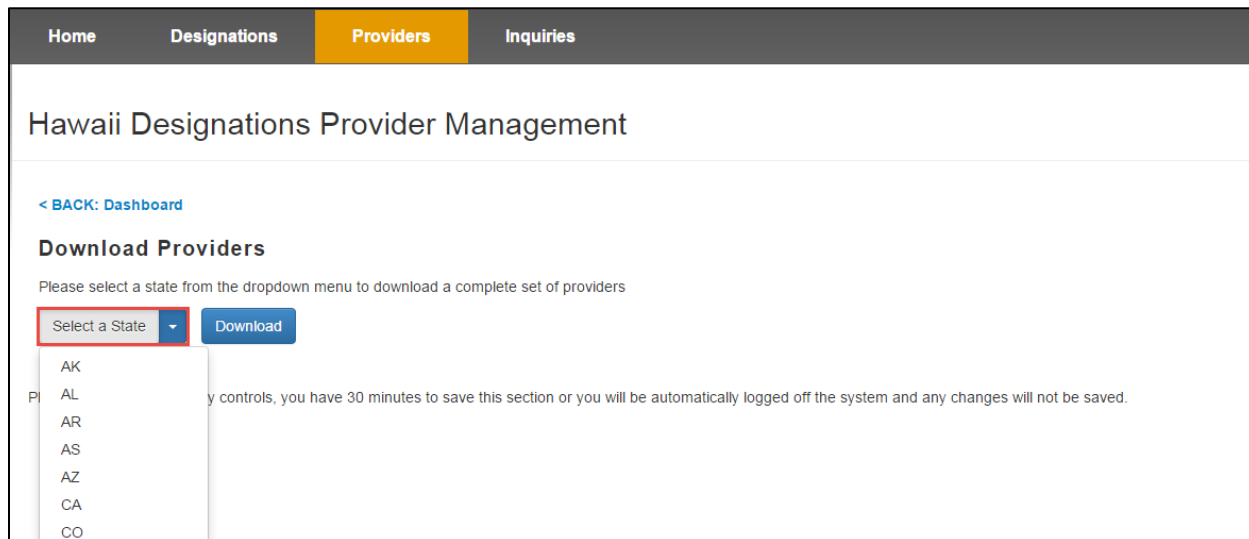 Home Designations Providers Inquiries
Hawaii Designations Provider Management
< BACK: Dashboard
Download Providers
Please select a state from the dropdown menu to download a complete set of providers
Select a State Download
AK
AL
y controls, you have 30 minutes to save this section or you will be automatically logged off the system and any changes will not be saved.
AR
AS
AZ
CA
CO